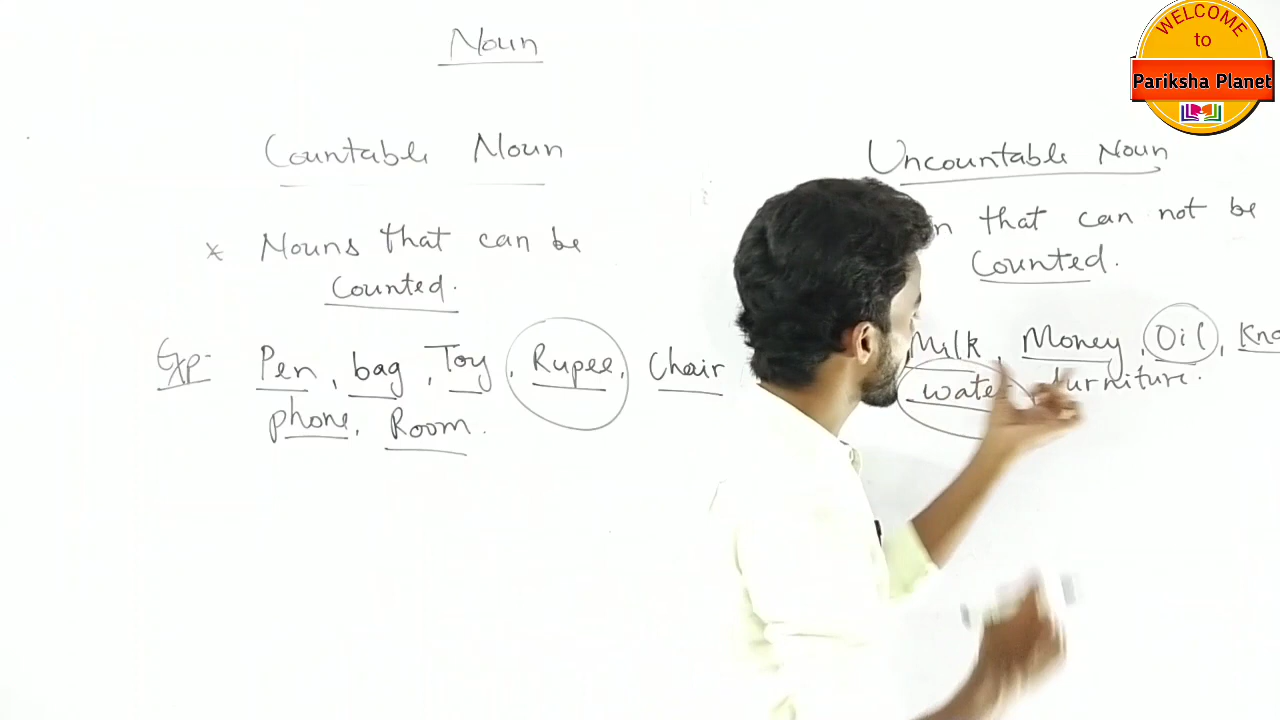 Noun
WELCOME
to
Pariksha Planet
Countable Noun
* Nouns that can be
Counted.
Exp- Pen, bag, Toy, Rupee, Chair
phone, Room.
Uncountable Noun
that can not be
Counted.
Milk, Money, Oil,
water, furniture.